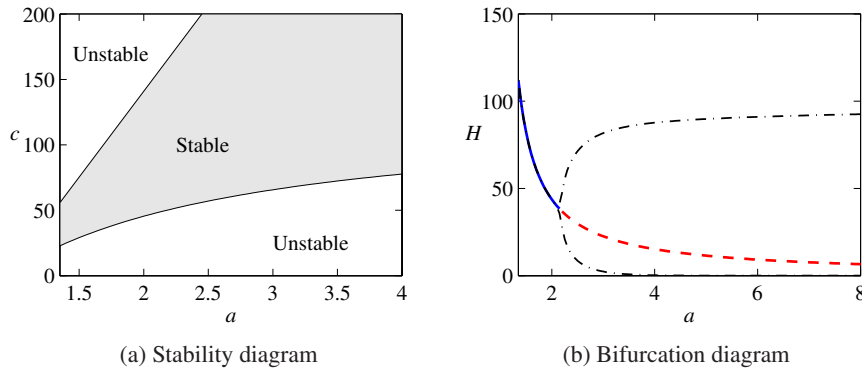 200
150
100
50
0
c
Unstable
Stable
Unstable
1.5 2 2.5 3 3.5 4
a
(a) Stability diagram
150
100
50
0
H
2 4 6 8
a
(b) Bifurcation diagram